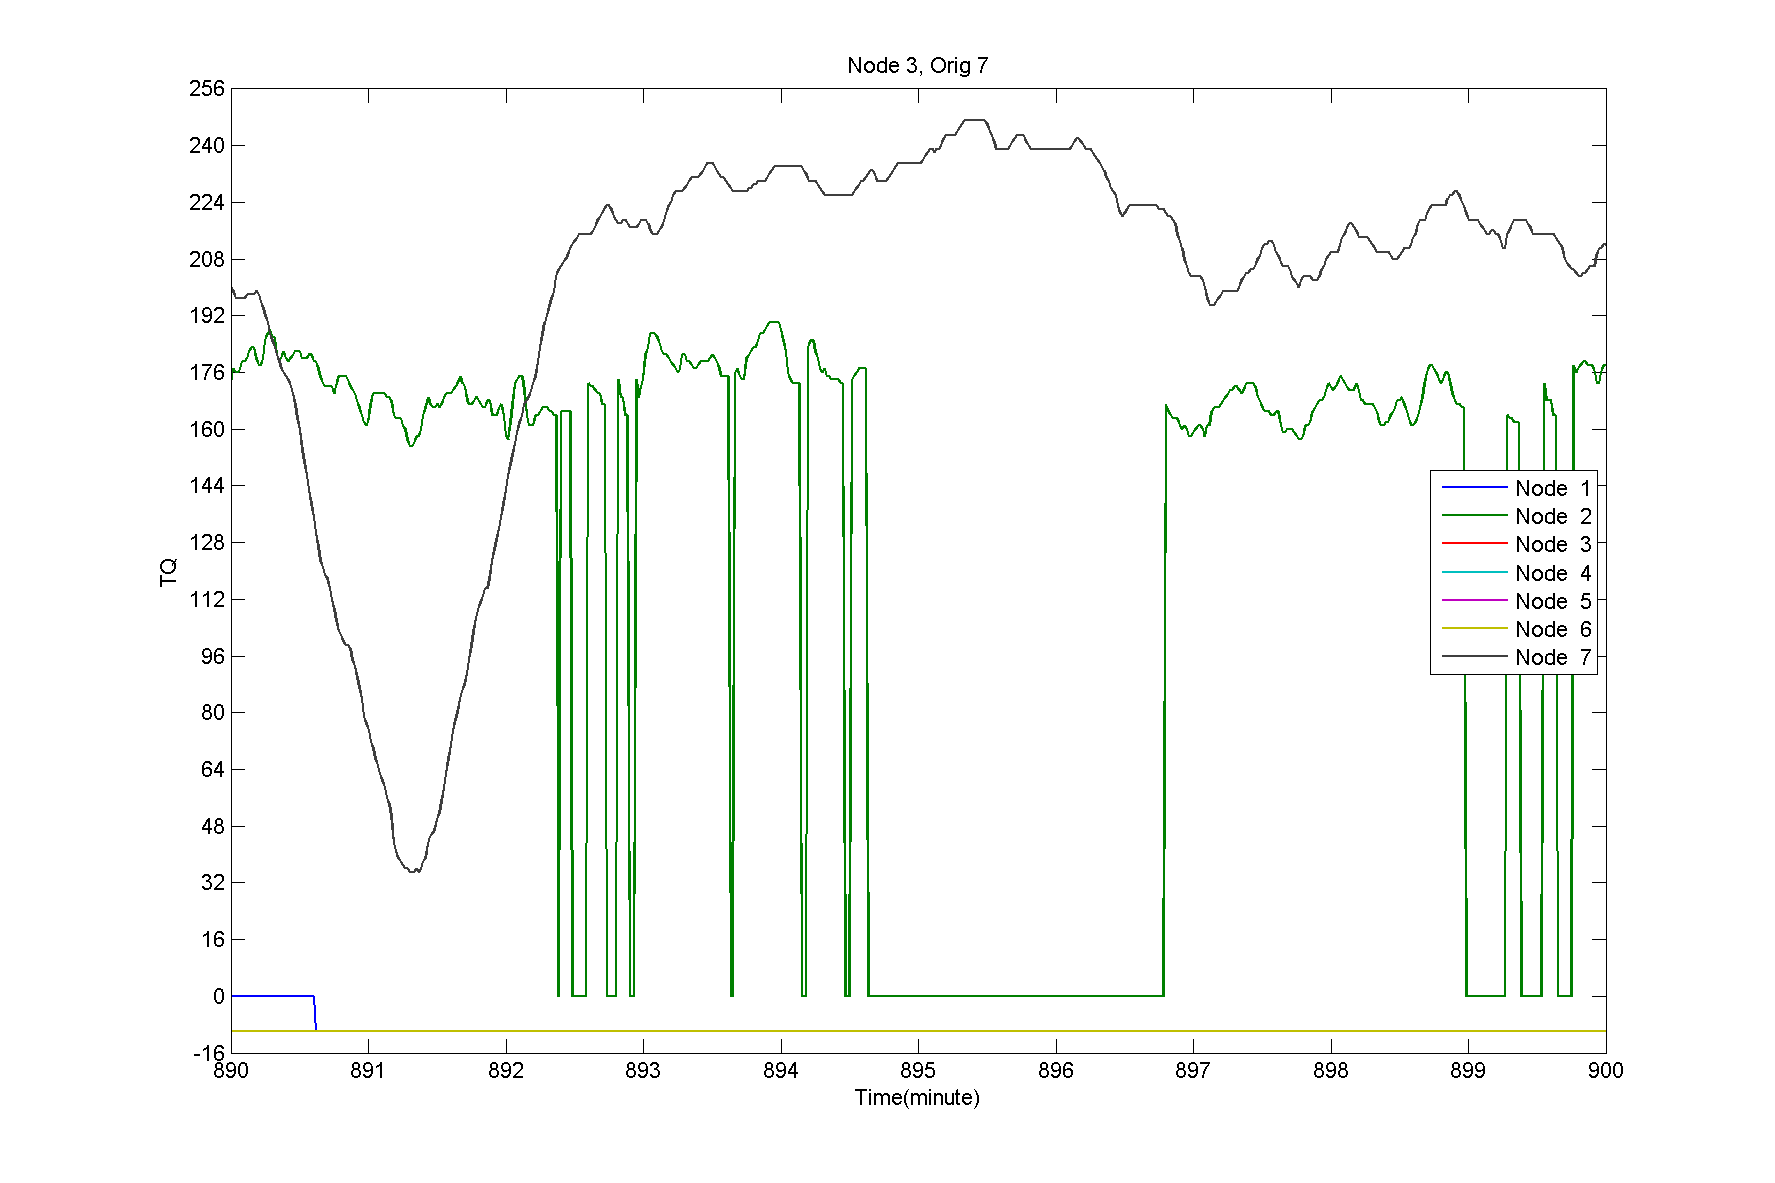 Node 3, Orig 7
256
240
224
208
192
176
160
144
128
112
96
80
64
48
32
16
0
-16
TQ
Node 1
Node 2
Node 3
Node 4
Node 5
Node 6
Node 7
890 891 892 893 894 895 896 897 898 899 900
Time(minute)